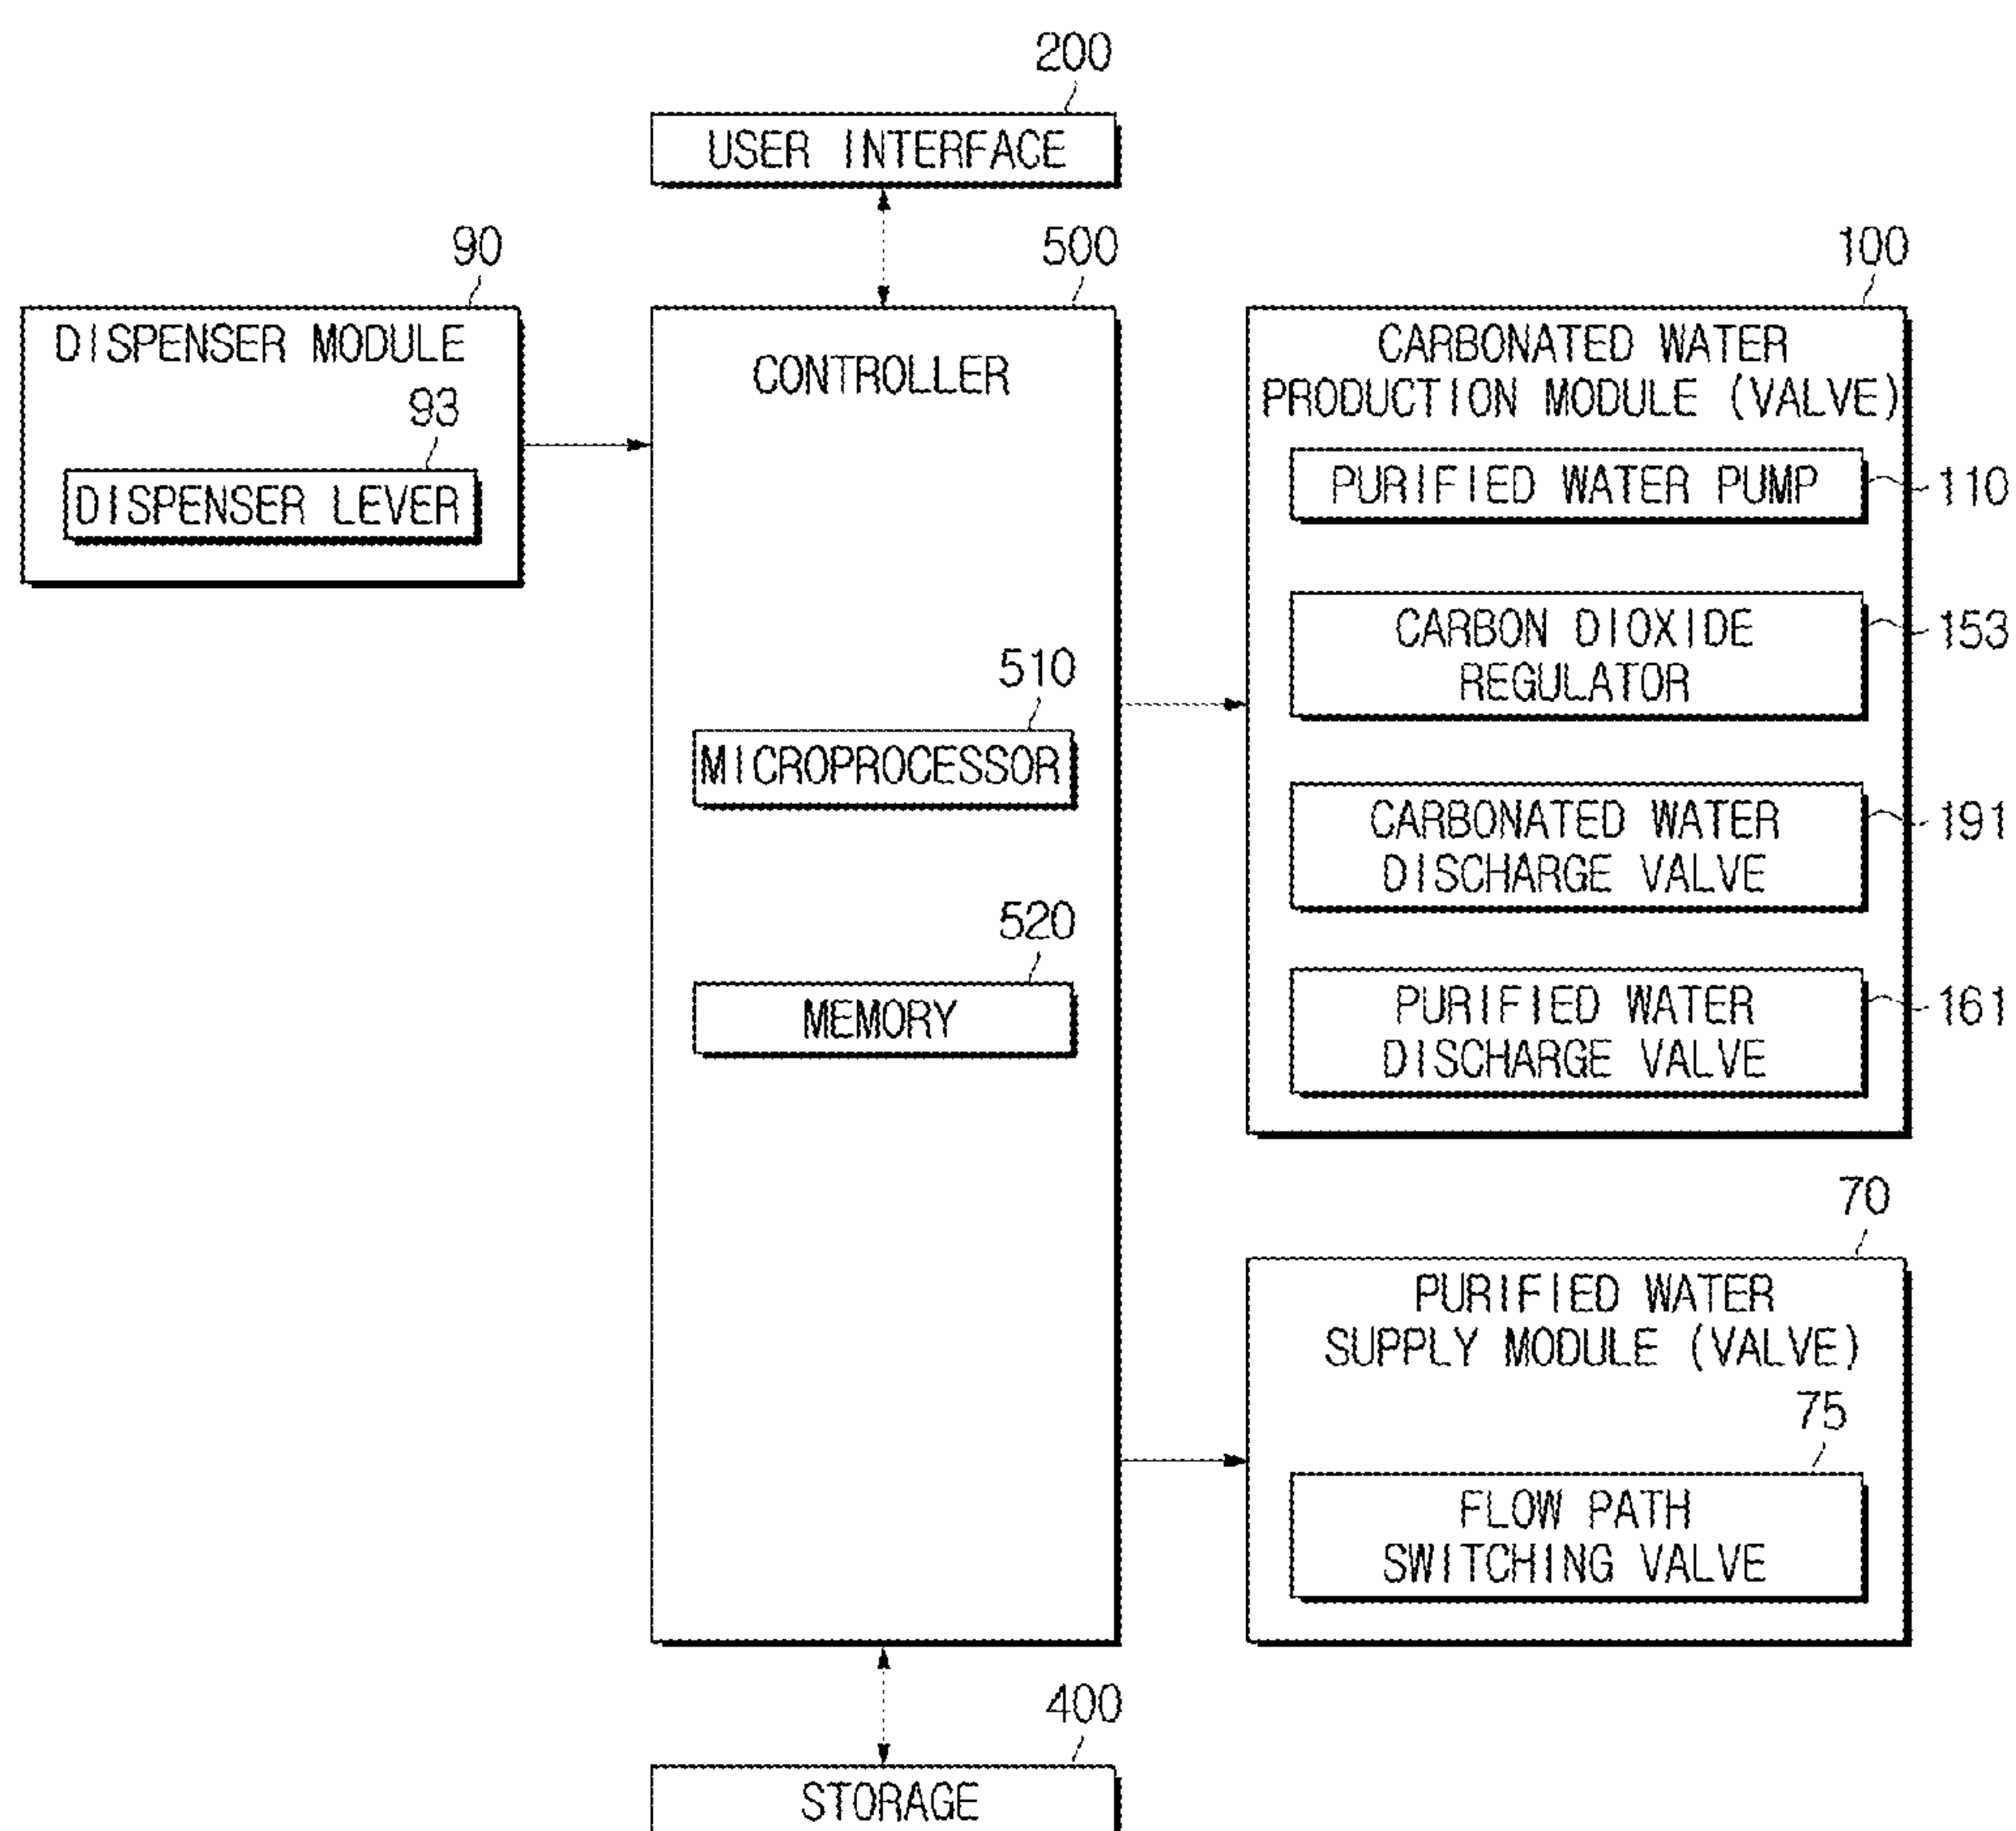 200
USER INTERFACE
90
500
100
DISPENSER MODULE
93
DISPENSER LEVER
CONTROLLER
510
MICROPROCESSOR
520
MEMORY
CARBONATED WATER
PRODUCTION MODULE (VALVE)
PURIFIED WATER PUMP
110
CARBON DIOXIDE
REGULATOR
153
CARBONATED WATER
DISCHARGE VALVE
191
PURIFIED WATER
DISCHARGE VALVE
161
70
PURIFIED WATER
SUPPLY MODULE (VALVE)
75
FLOW PATH
SWITCHING VALVE
400
STORAGE